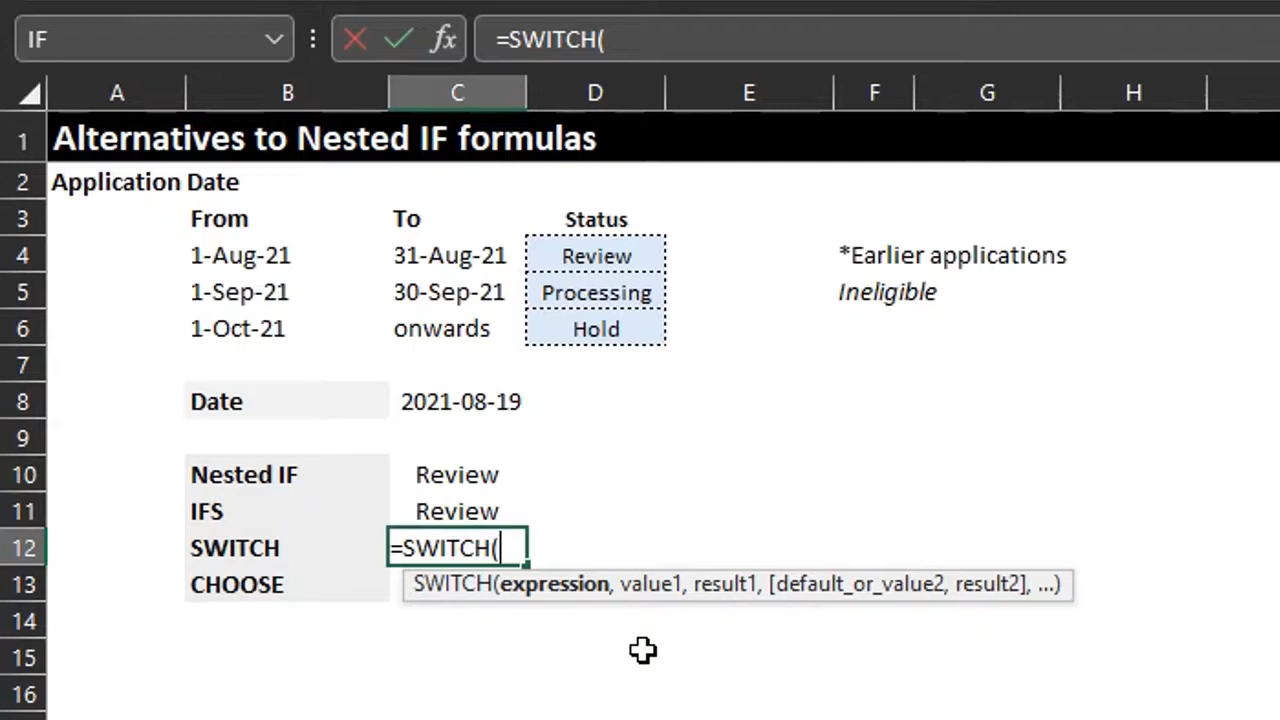 IF fx =SWITCH(
A B C D E F G H
1 Alternatives to Nested IF formulas
2 Application Date
3 From To Status
4 1-Aug-21 31-Aug-21 Review *Earlier applications
5 1-Sep-21 30-Sep-21 Processing Ineligible
6 1-Oct-21 onwards Hold
7
8 Date 2021-08-19
9
10 Nested IF Review
11 IFS Review
12 SWITCH =SWITCH(
13 CHOOSE SWITCH(expression, value1, result1, [default_or_value2, result2], ...)
14
15
16